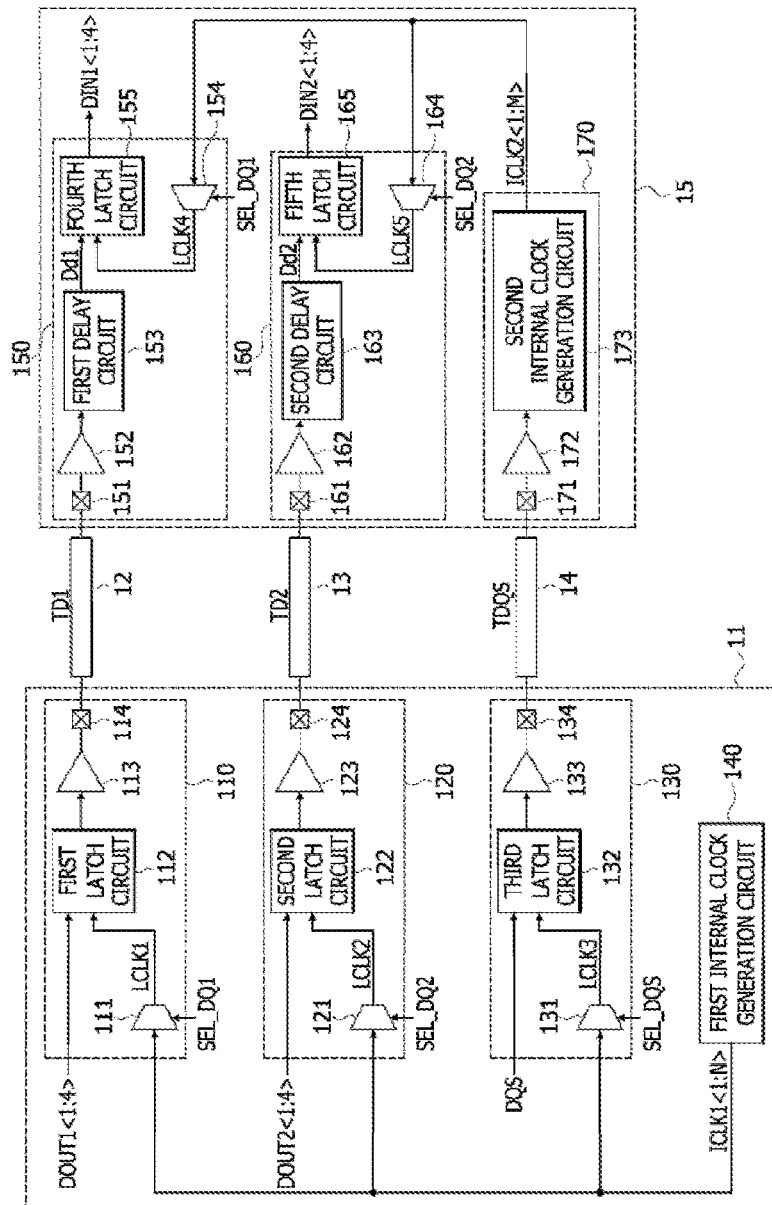 DOUT1<1:4>
FIRST
LATCH
CIRCUIT
112
113
114
LCLK1
111
SEL_DQ1
110
TD1
12
150
151
152
FIRST DELAY
CIRCUIT
153
Dd1
FOURTH
LATCH
CIRCUIT
155
DIN1<1:4>
LCLK4
154
SEL_DQ1
DOUT2<1:4>
SECOND
LATCH
CIRCUIT
122
123
124
LCLK2
121
SEL_DQ2
120
TD2
13
160
161
162
SECOND DELAY
CIRCUIT
163
Dd2
FIFTH
LATCH
CIRCUIT
165
DIN2<1:4>
LCLK5
164
SEL_DQ2
DQS
THIRD
LATCH
CIRCUIT
132
133
134
LCLK3
131
SEL_DQS
130
TDQS
14
171
172
SECOND
INTERNAL CLOCK
GENERATION CIRCUIT
173
ICLK2<1:M>
170
15
11
ICLK1<1:N>
FIRST INTERNAL CLOCK
GENERATION CIRCUIT
140